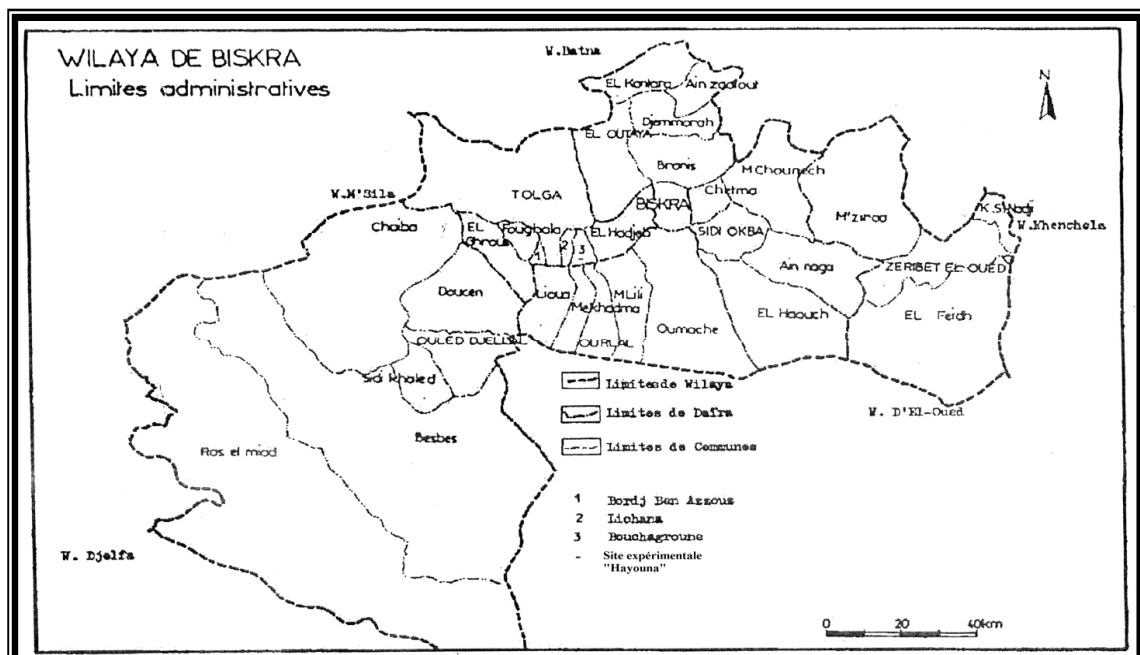 WILAYA DE BISKRA
Limites administratives
W.Batna
N
EL Kantara
Ain zaatout
Djemmorah
EL OUTAYA
Branis
M'Chounech
W.M'Sila
TOLGA
Chetma
BISKRA
M'ziraa
K.S.Nadji
W.Khenchela
Chaiba
EL Ghrous
Foughala
1
2
3
EL Hadjeb
SIDI OKBA
Ain naga
ZERIBET EL OUED
Doucen
Lioua
Mekhadma
M'Lili
Oumache
EL Haouch
EL Feidh
OULED DJELLAL
OURLAL
Sidi khaled
Limites de Wilaya
Limites de Daïra
W. D'El-Oued
Besbes
Limites de Communes
Ras el miad
1 Bordj Ben Azzouz
2 Lichana
3 Bouchagroune
- Site expérimentale
"Hayouna"
W. Djelfa
0 20 40km